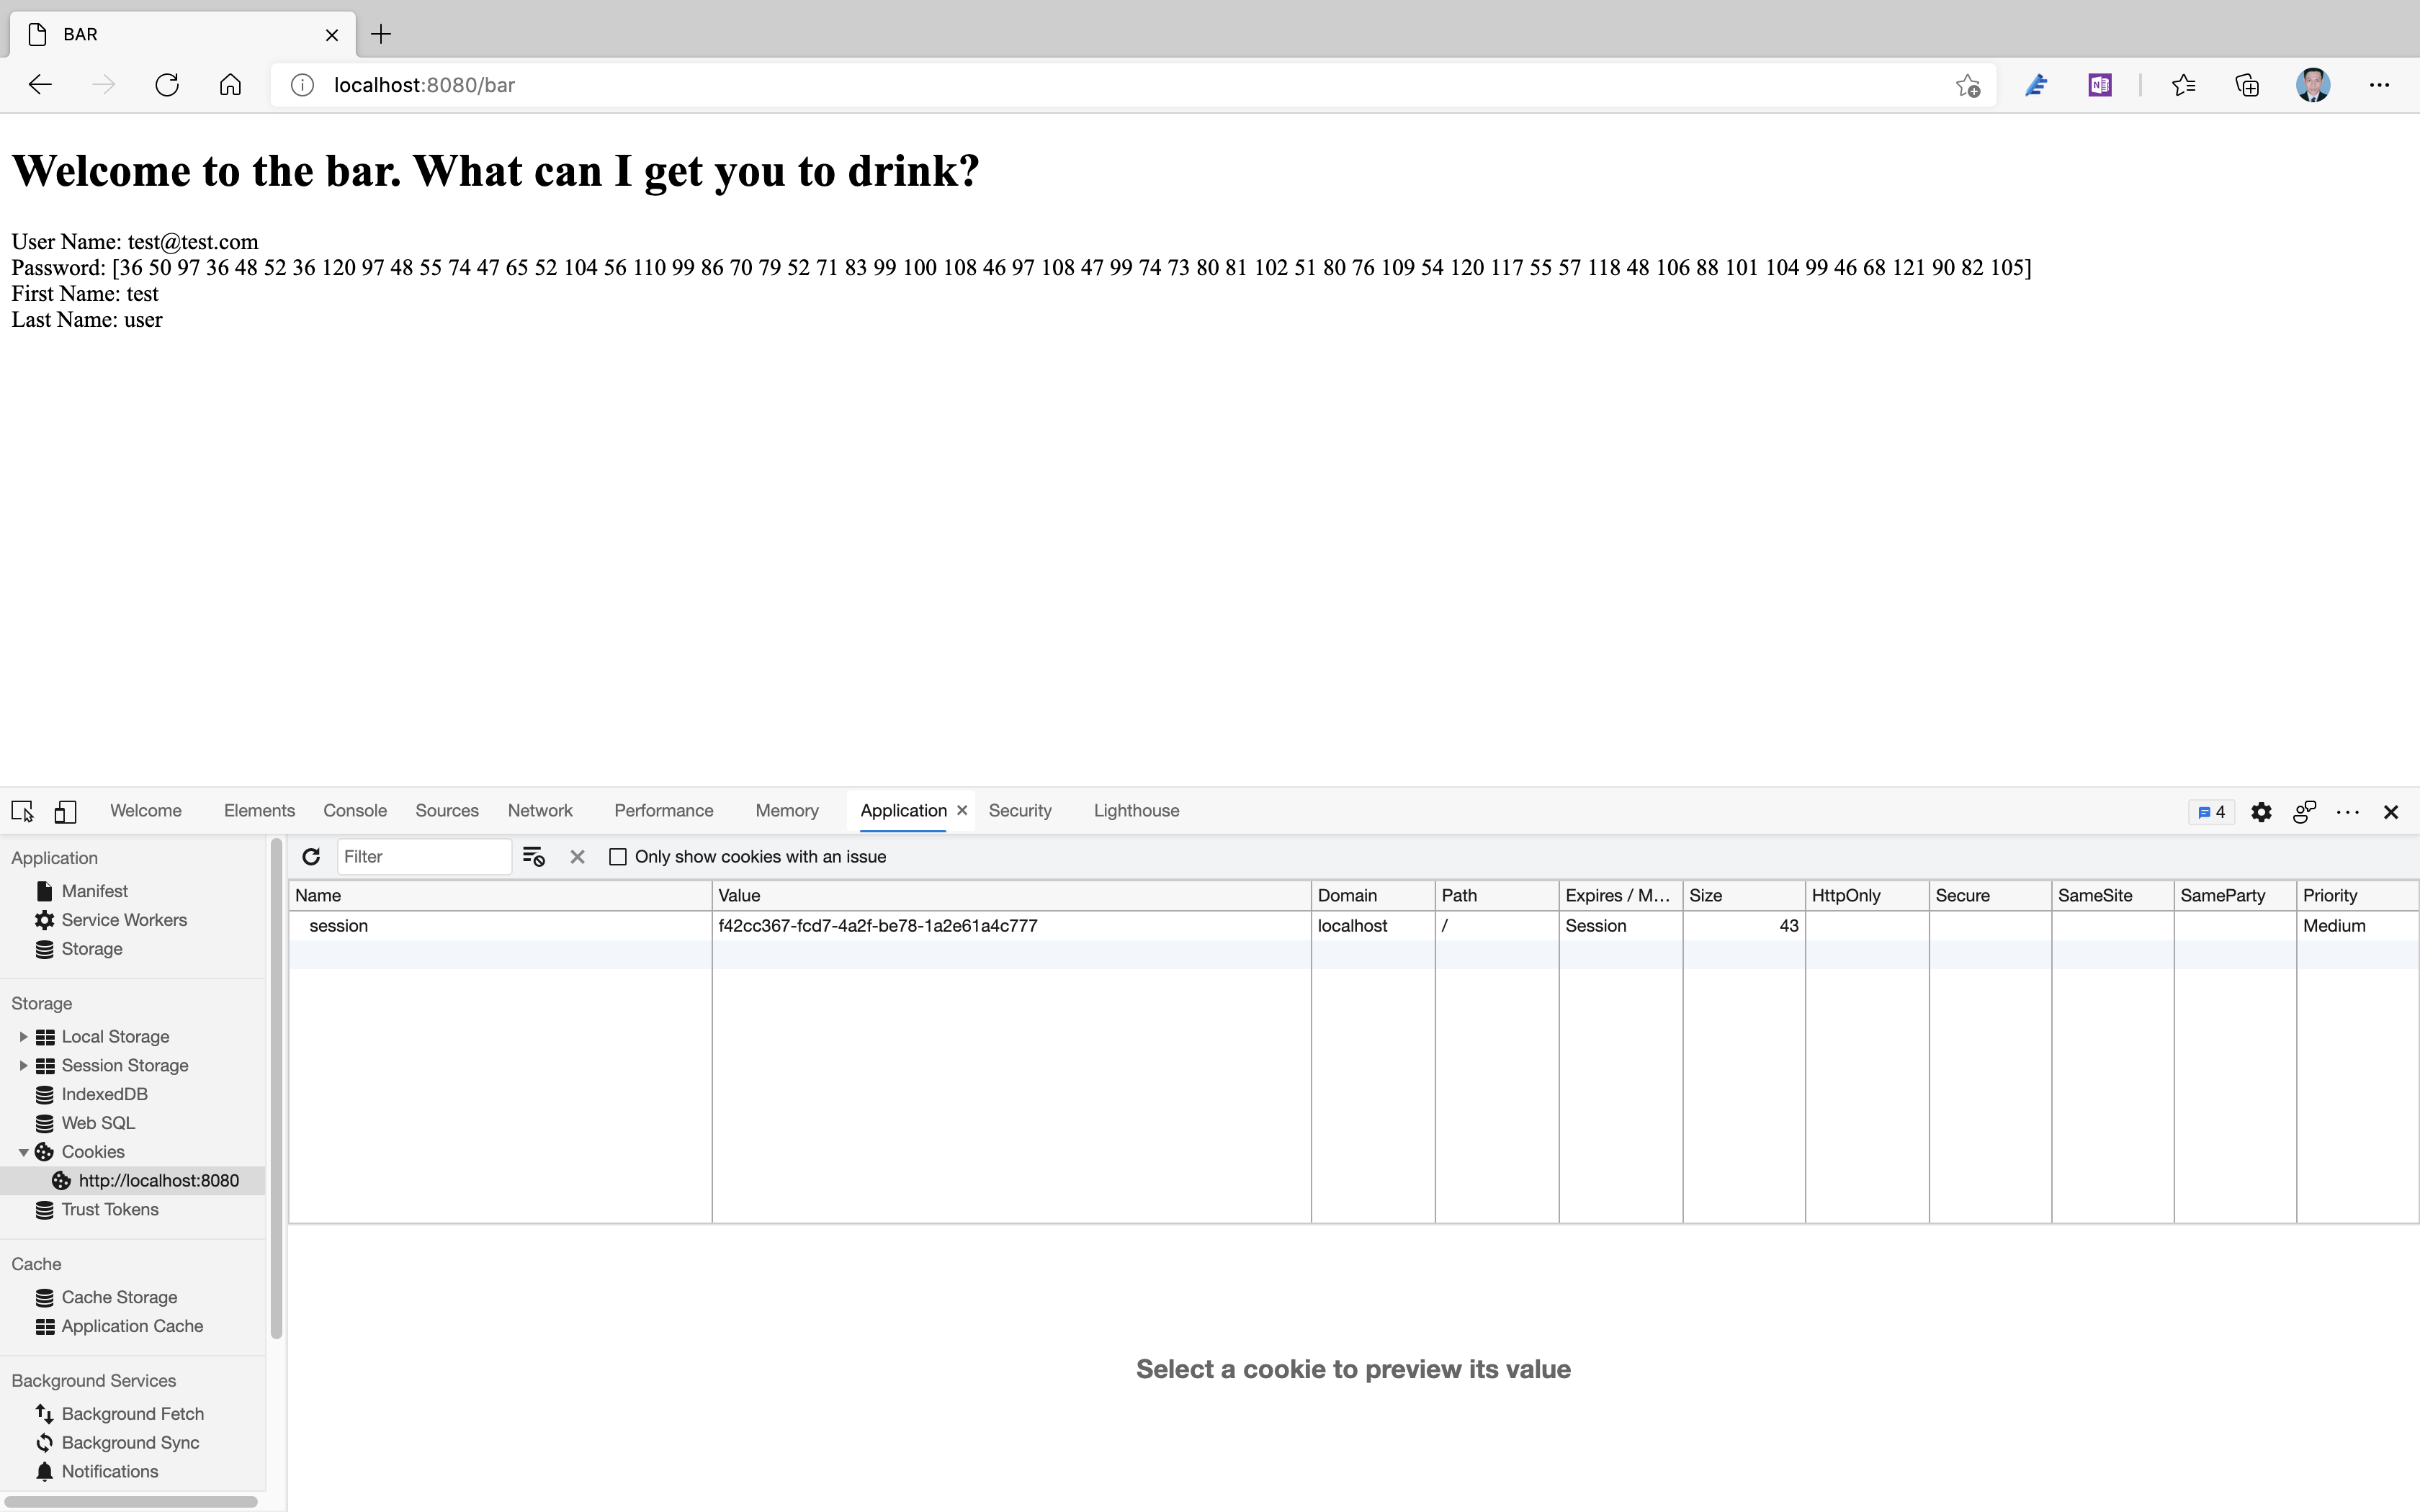 BAR
localhost:8080/bar
Welcome to the bar. What can I get you to drink?
User Name: test@test.com
Password: [36 50 97 36 48 52 36 120 97 48 55 74 47 65 52 104 56 110 99 86 70 79 52 71 83 99 100 108 46 97 108 47 99 74 73 80 81 102 51 80 76 109 54 120 117 55 57 118 48 106 88 101 104 99 46 68 121 90 82 105]
First Name: test
Last Name: user
Welcome Elements Console Sources Network Performance Memory Application Security Lighthouse 4
Application
Manifest
Service Workers
Storage
Storage
Local Storage
Session Storage
IndexedDB
Web SQL
Cookies
http://localhost:8080
Trust Tokens
Cache
Cache Storage
Application Cache
Background Services
Background Fetch
Background Sync
Notifications
Filter Only show cookies with an issue
Name Value Domain Path Expires / M... Size HttpOnly Secure SameSite SameParty Priority
session f42cc367-fcd7-4a2f-be78-1a2e61a4c777 localhost / Session 43 Medium
Select a cookie to preview its value